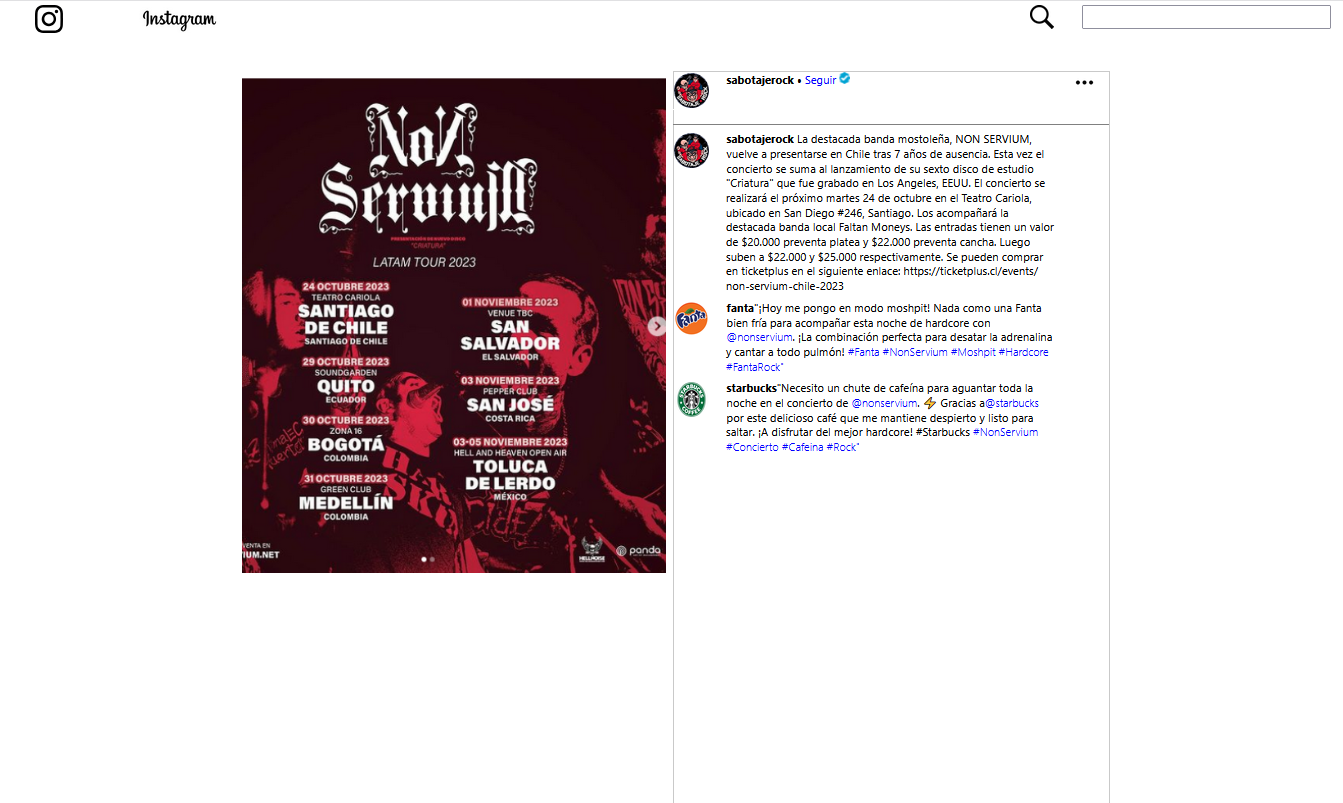 Instagram
NoN
Servium
PRESENTACIÓN DE NUEVO DISCO
"CRIATURA"
LATAM TOUR 2023
24 OCTUBRE 2023
TEATRO CARIOLA
SANTIAGO
DE CHILE
SANTIAGO DE CHILE
29 OCTUBRE 2023
SOUNDGARDEN
QUITO
ECUADOR
30 OCTUBRE 2023
ZONA 16
BOGOTÁ
COLOMBIA
31 OCTUBRE 2023
GREEN CLUB
MEDELLÍN
COLOMBIA
01 NOVIEMBRE 2023
VENUE TBC
SAN
SALVADOR
EL SALVADOR
03 NOVIEMBRE 2023
PEPPER CLUB
SAN JOSÉ
COSTA RICA
03-05 NOVIEMBRE 2023
HELL AND HEAVEN OPEN AIR
TOLUCA
DE LERDO
MÉXICO
VENTA EN
IUM.NET
HELLNOISE
panda
sabotajerock • Seguir
sabotajerock La destacada banda mostoleña, NON SERVIUM,
vuelve a presentarse en Chile tras 7 años de ausencia. Esta vez el
concierto se suma al lanzamiento de su sexto disco de estudio
"Criatura" que fue grabado en Los Angeles, EEUU. El concierto se
realizará el próximo martes 24 de octubre en el Teatro Cariola,
ubicado en San Diego #246, Santiago. Los acompañará la
destacada banda local Faltan Moneys. Las entradas tienen un valor
de $20.000 preventa platea y $22.000 preventa cancha. Luego
suben a $22.000 y $25.000 respectivamente. Se pueden comprar
en ticketplus en el siguiente enlace: https://ticketplus.cl/events/
non-servium-chile-2023
Fanta
fanta"¡Hoy me pongo en modo moshpit! Nada como una Fanta
bien fría para acompañar esta noche de hardcore con
@nonservium. ¡La combinación perfecta para desatar la adrenalina
y cantar a todo pulmón! #Fanta #NonServium #Moshpit #Hardcore
#FantaRock"
STARBUCKS COFFEE
starbucks"Necesito un chute de cafeína para aguantar toda la
noche en el concierto de @nonservium. ⚡ Gracias a@starbucks
por este delicioso café que me mantiene despierto y listo para
saltar. ¡A disfrutar del mejor hardcore! #Starbucks #NonServium
#Concierto #Cafeina #Rock"